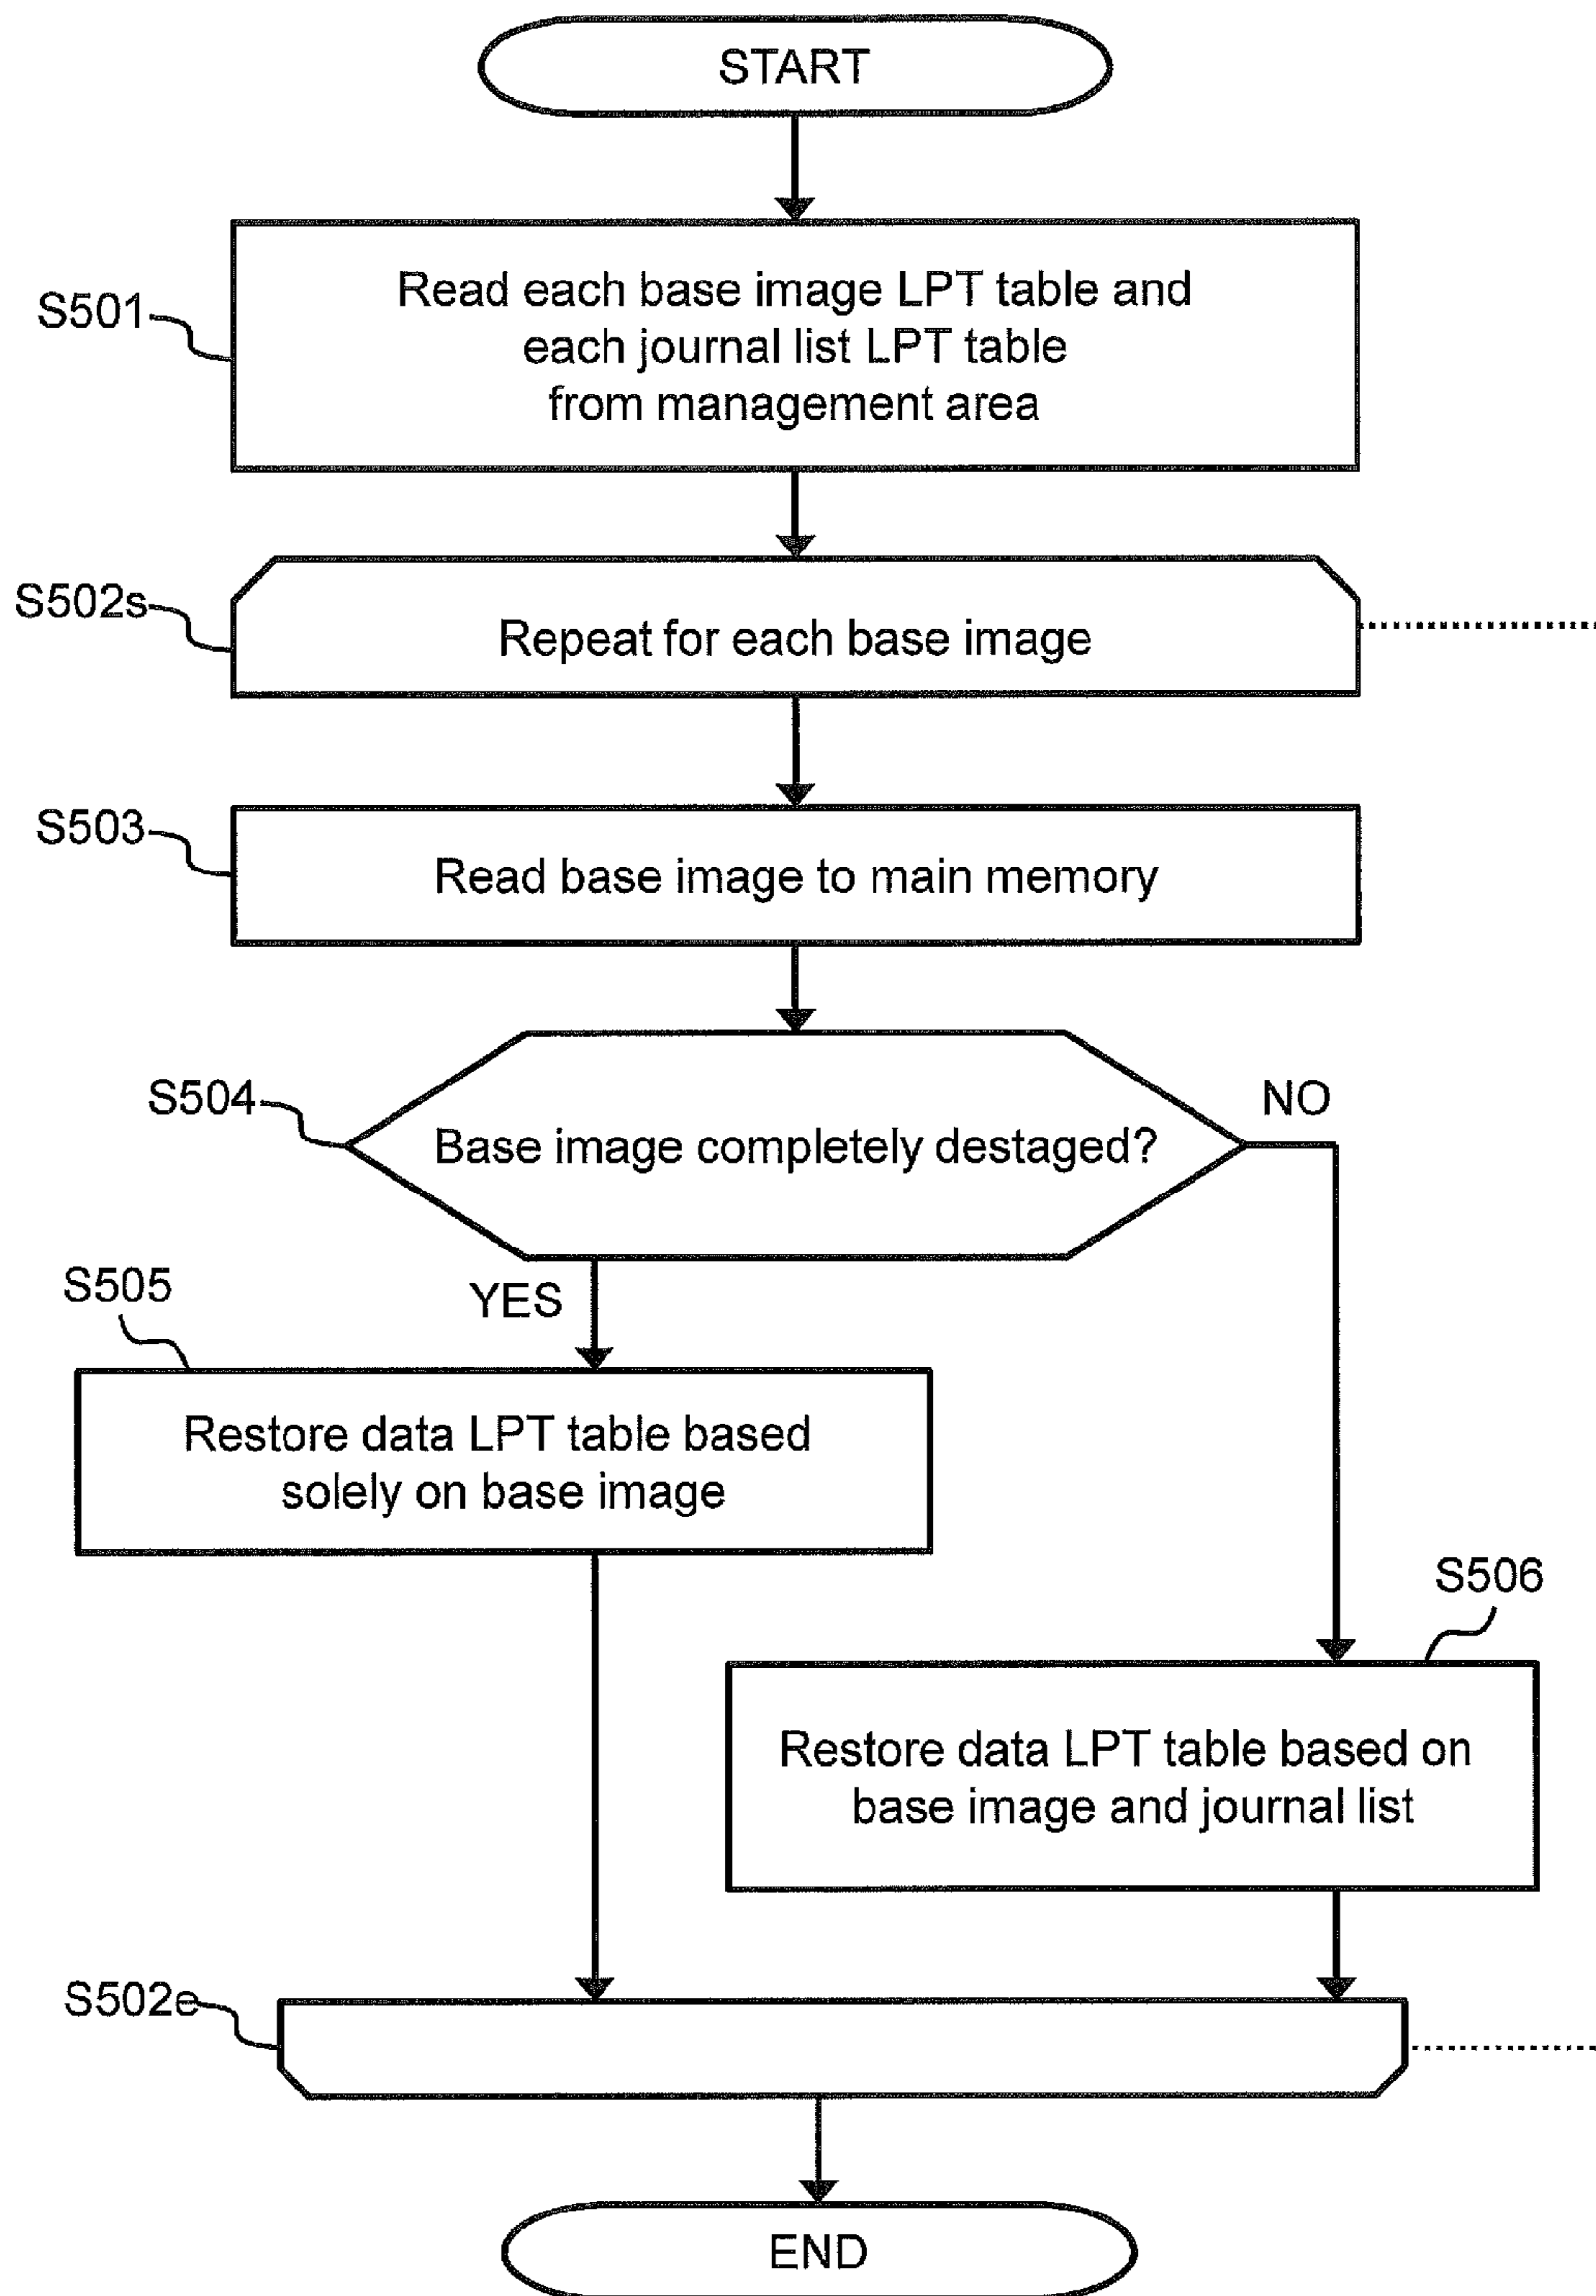 START
S501
Read each base image LPT table and
each journal list LPT table
from management area
S502s
Repeat for each base image
S503
Read base image to main memory
S504
Base image completely destaged?
NO
YES
S505
Restore data LPT table based
solely on base image
S506
Restore data LPT table based on
base image and journal list
S502e
END